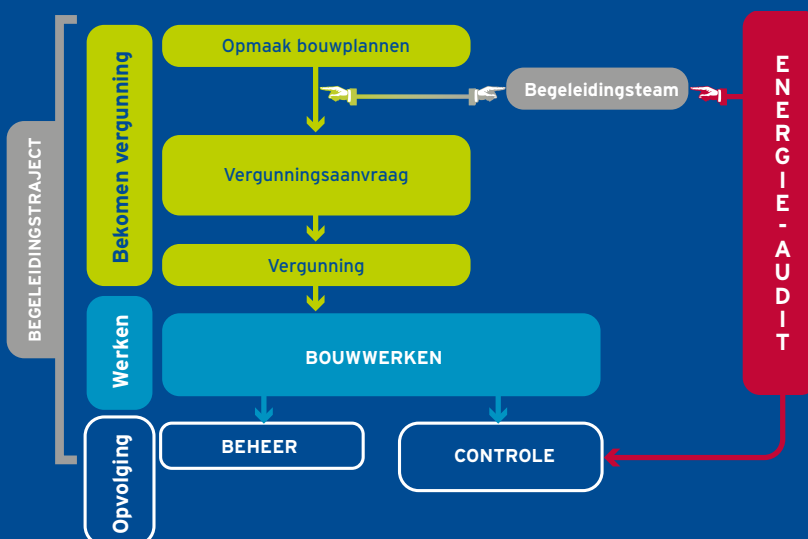 BEGELEIDINGSTRAJECT
Bekomen vergunning
Opmaak bouwplannen
Begeleidingsteam
ENERGIE-AUDIT
Vergunningsaanvraag
Vergunning
Werken
BOUWWERKEN
Opvolging
BEHEER
CONTROLE